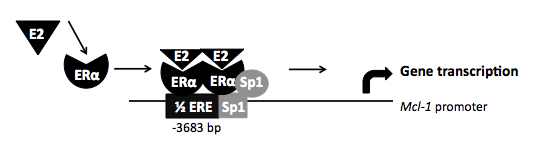 E2
ERα
E2 E2
ERα ERα Sp1
½ ERE Sp1
-3683 bp
Gene transcription
Mcl-1 promoter